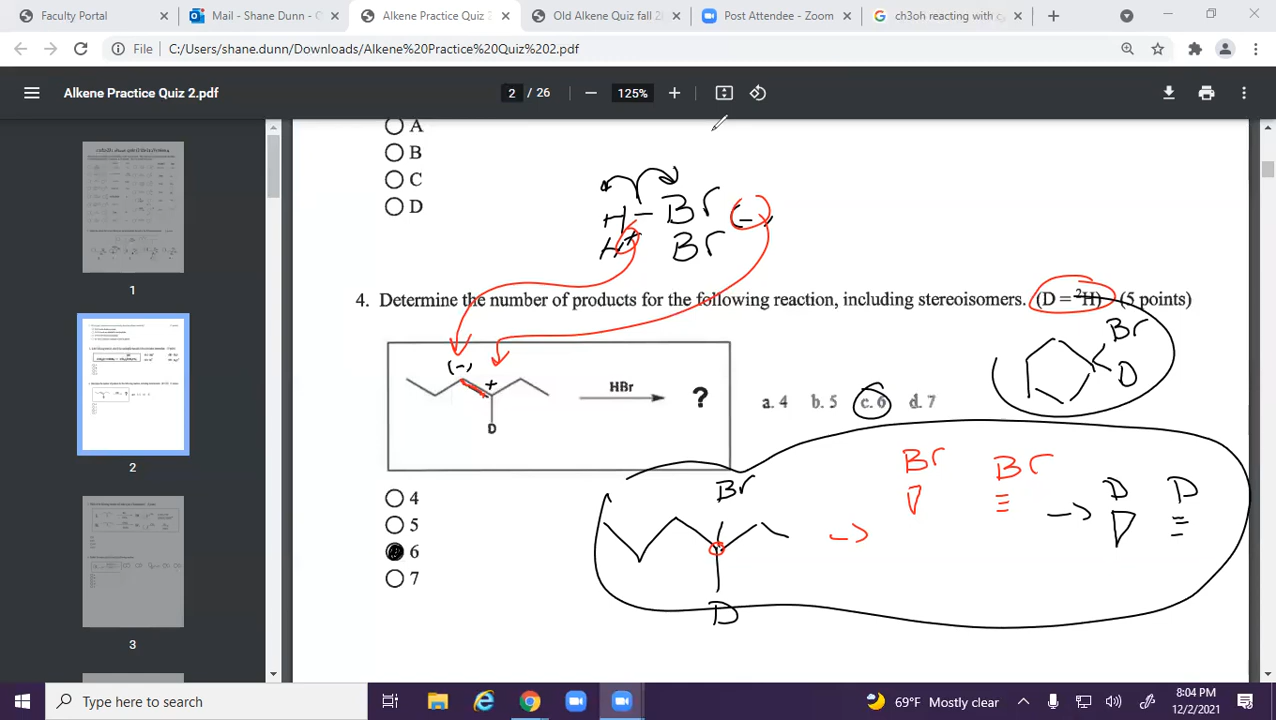 Faculty Portal
Mail - Shane Dunn -
Alkene Practice Quiz 2
Old Alkene Quiz fall 2
Post Attendee - Zoom
ch3oh reacting with
File
C:/Users/shane.dunn/Downloads/Alkene%20Practice%20Quiz%202.pdf
Alkene Practice Quiz 2.pdf
2 / 26
125%
A
B
C
D
H - Br (-)
H+ Br
4. Determine the number of products for the following reaction, including stereoisomers. (D = ²H) (5 points)
Br
D
(-)
+
D
HBr
?
a. 4 b. 5 c. 6 d. 7
4
5
6
7
Br
D
Br Br
D D
1
2
3
Type here to search
69°F Mostly clear
8:04 PM
12/2/2021